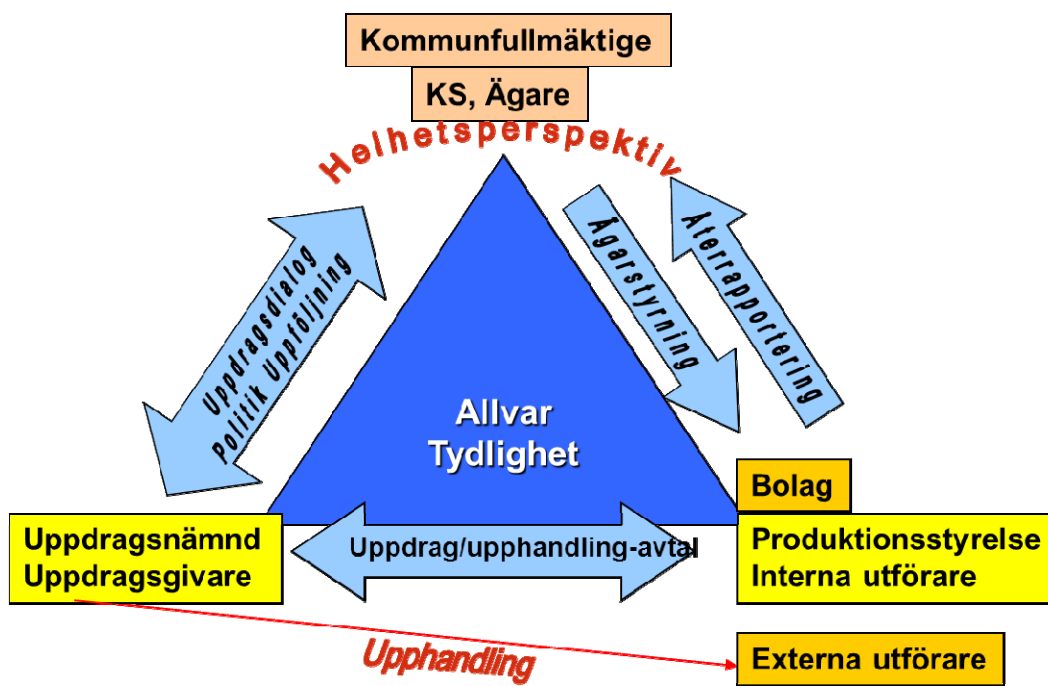 Kommunfullmäktige
KS, Ägare
Helhetsperspektiv
Uppdragsdialog
Politik Uppföljning
Ägarstyrning
Återrapportering
Allvar
Tydlighet
Bolag
Uppdragsnämnd
Uppdragsgivare
Uppdrag/upphandling-avtal
Produktionsstyrelse
Interna utförare
Upphandling
Externa utförare